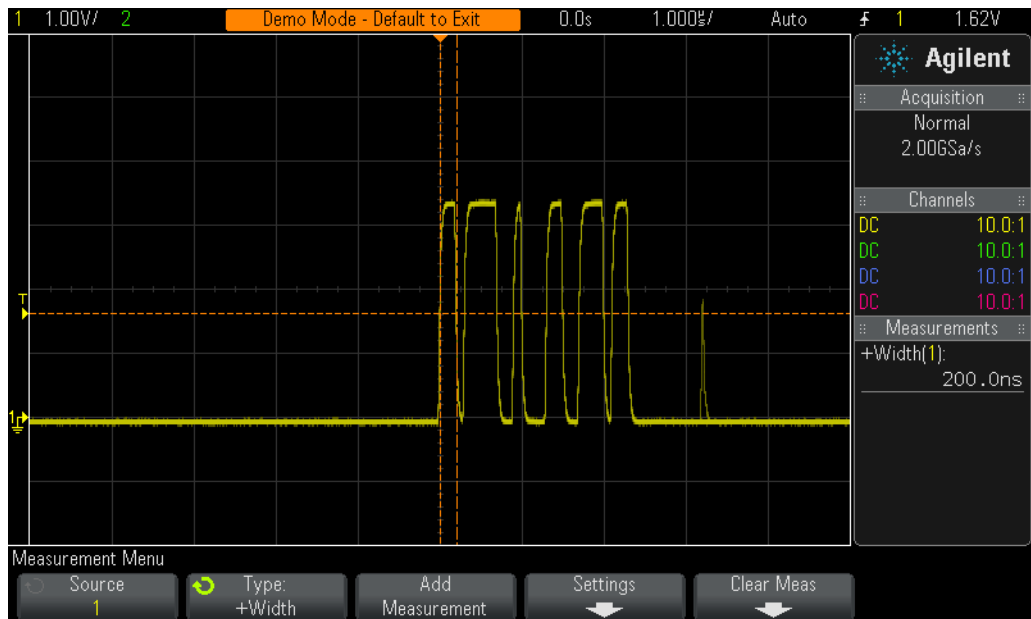 1 1.00V/ 2 Demo Mode - Default to Exit 0.0s 1.000µs/ Auto 1 1.62V
Agilent
Acquisition
Normal
2.00GSa/s
Channels
DC 10.0:1
DC 10.0:1
DC 10.0:1
DC 10.0:1
Measurements
+Width(1):
200.0ns
T
1
Measurement Menu
Source
1
Type:
+Width
Add
Measurement
Settings
Clear Meas